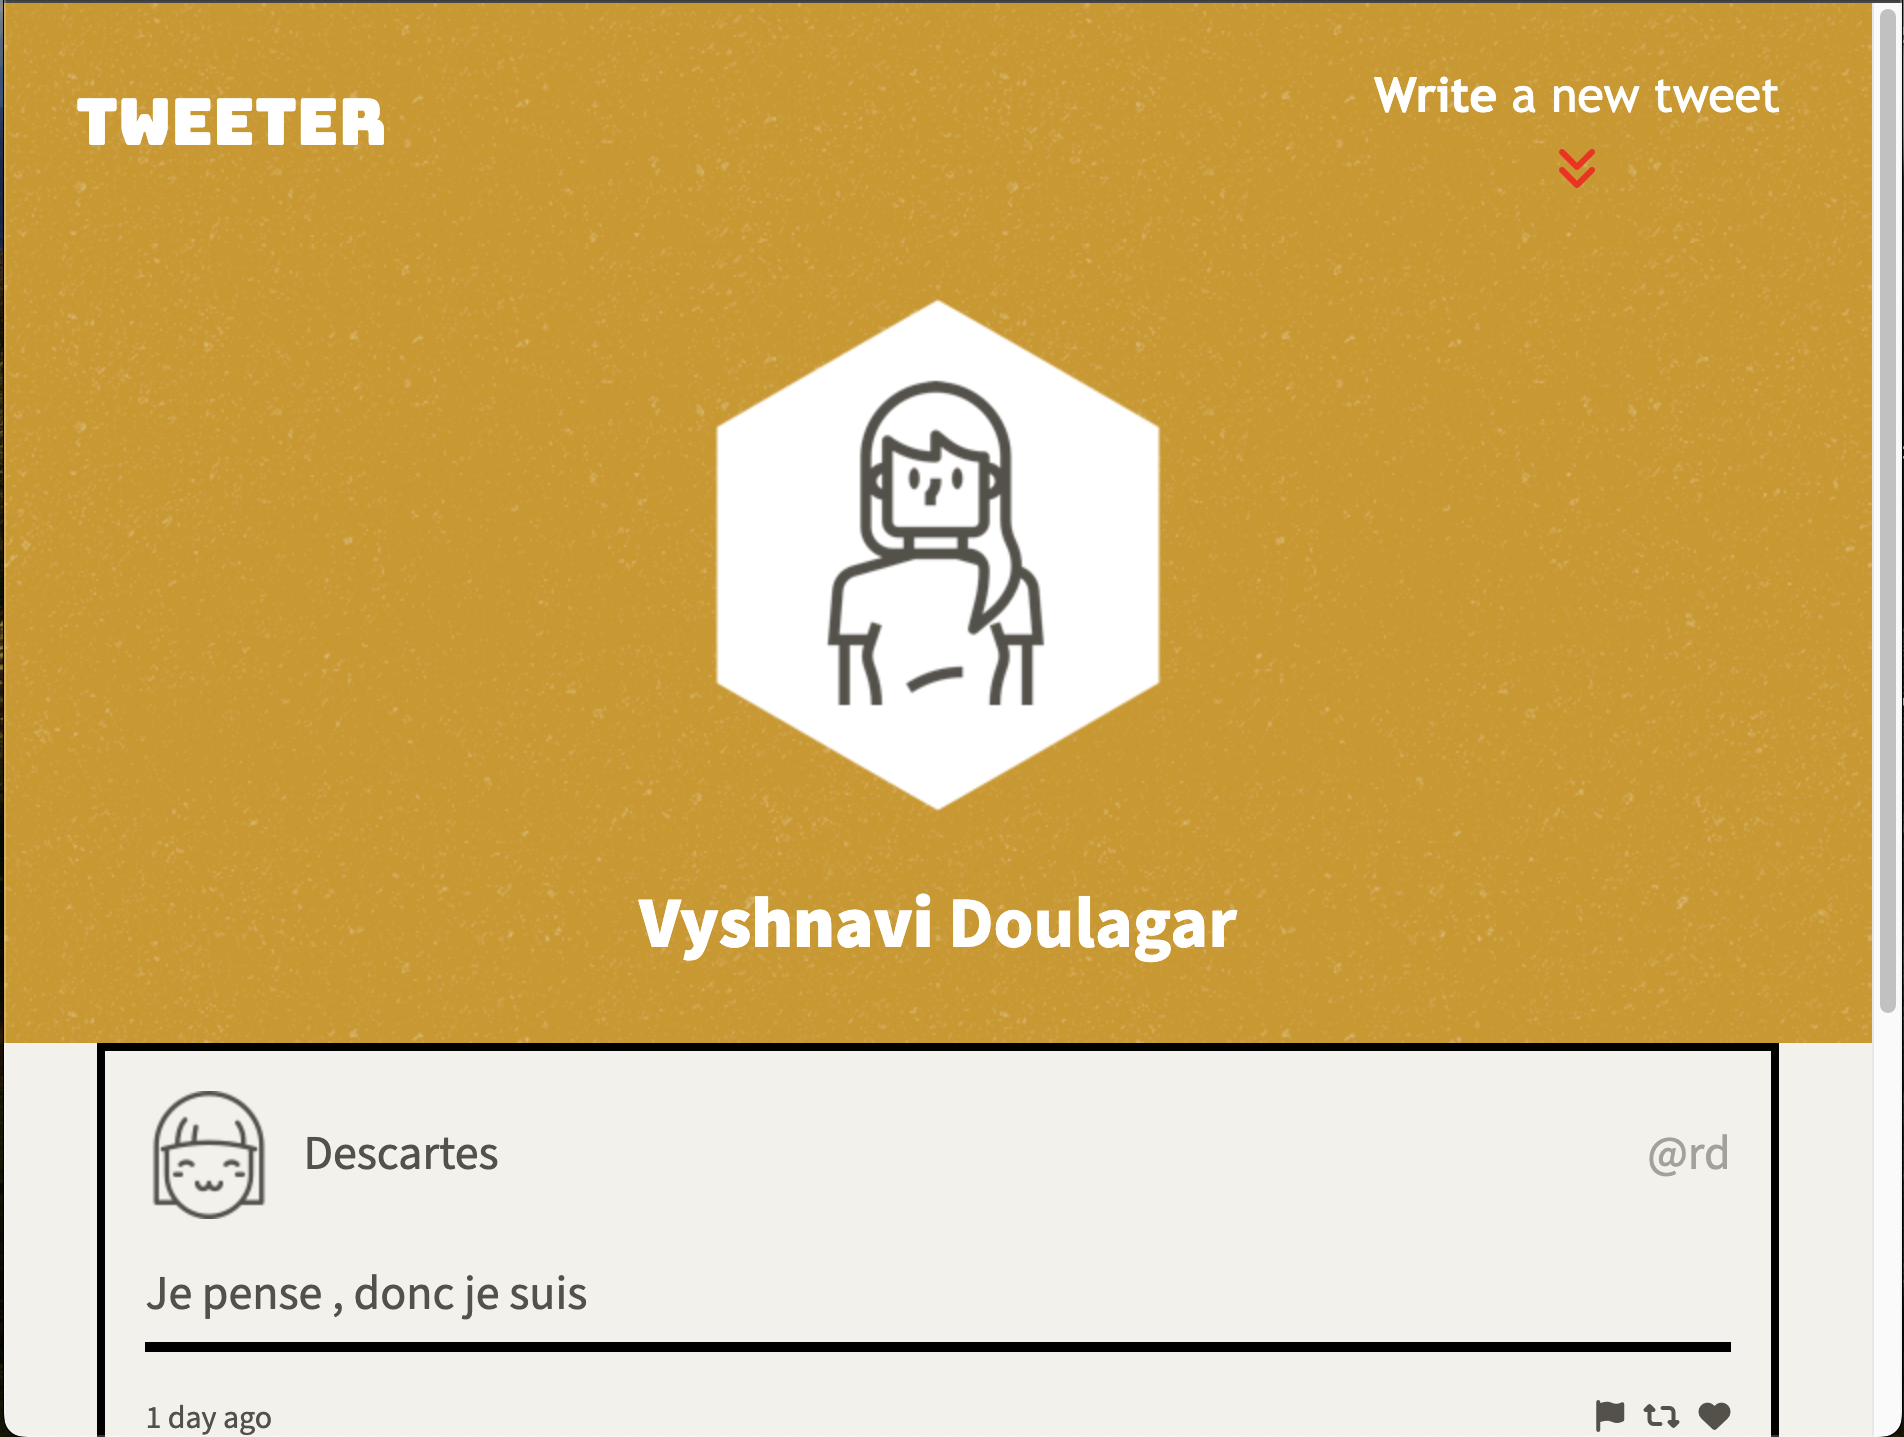 TWEETER
Write a new tweet
Vyshnavi Doulagar
Descartes
@rd
Je pense , donc je suis
1 day ago